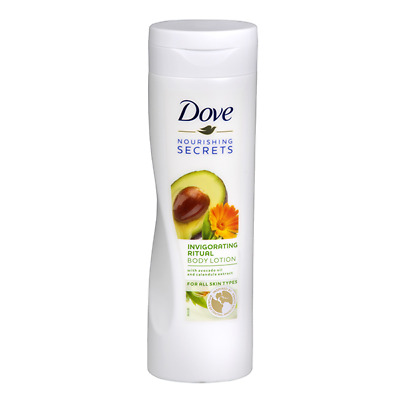 Dove
NOURISHING
SECRETS
INVIGORATING
RITUAL
BODY LOTION
with avocado oil
and calendula extract
FOR ALL SKIN TYPES